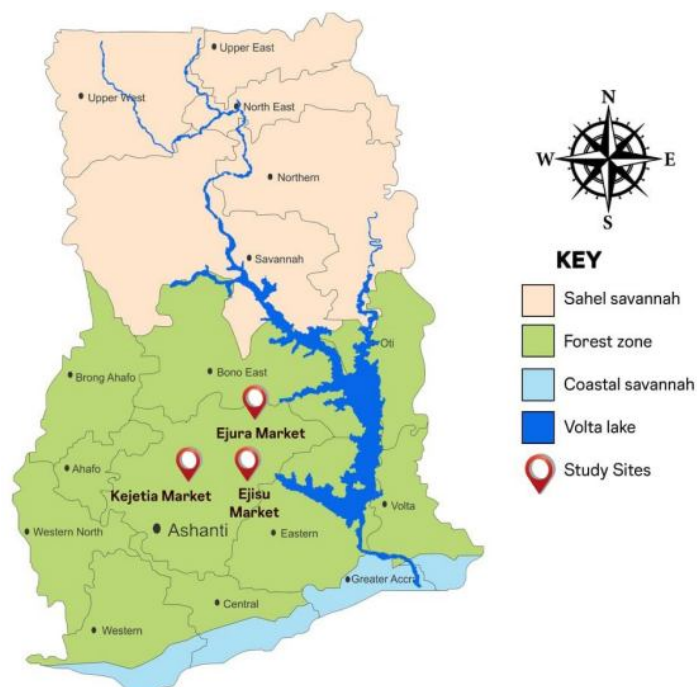 Upper East
Upper West
North East
Northern
Savannah
Oti
Brong Ahafo
Bono East
Ejura Market
Ahafo
Kejetia Market
Ejisu
Market
Ashanti
Western North
Eastern
Volta
Greater Accr
Central
Western
N
W
E
S
KEY
Sahel savannah
Forest zone
Coastal savannah
Volta lake
Study Sites